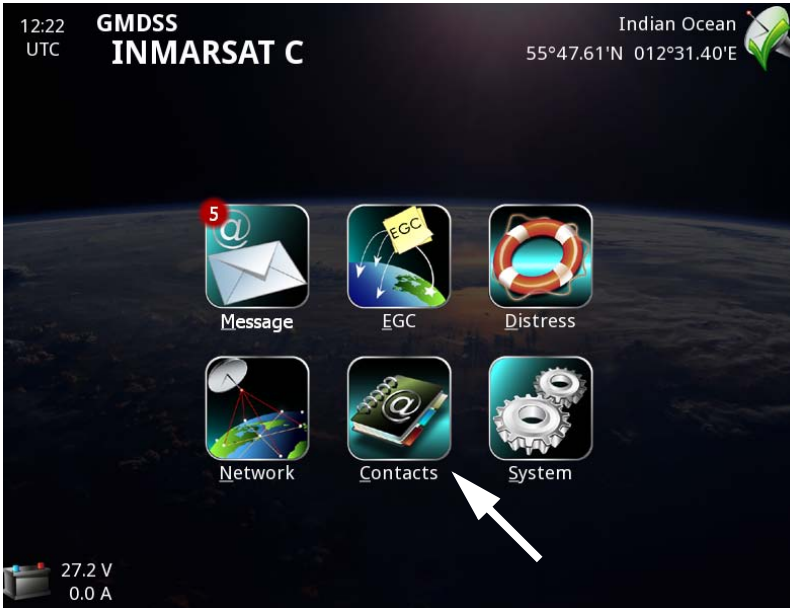 12:22
UTC
GMDSS
INMARSAT C
Indian Ocean
55°47.61'N 012°31.40'E
5
@
Message
EGC
EGC
Distress
Network
@
Contacts
System
27.2 V
0.0 A